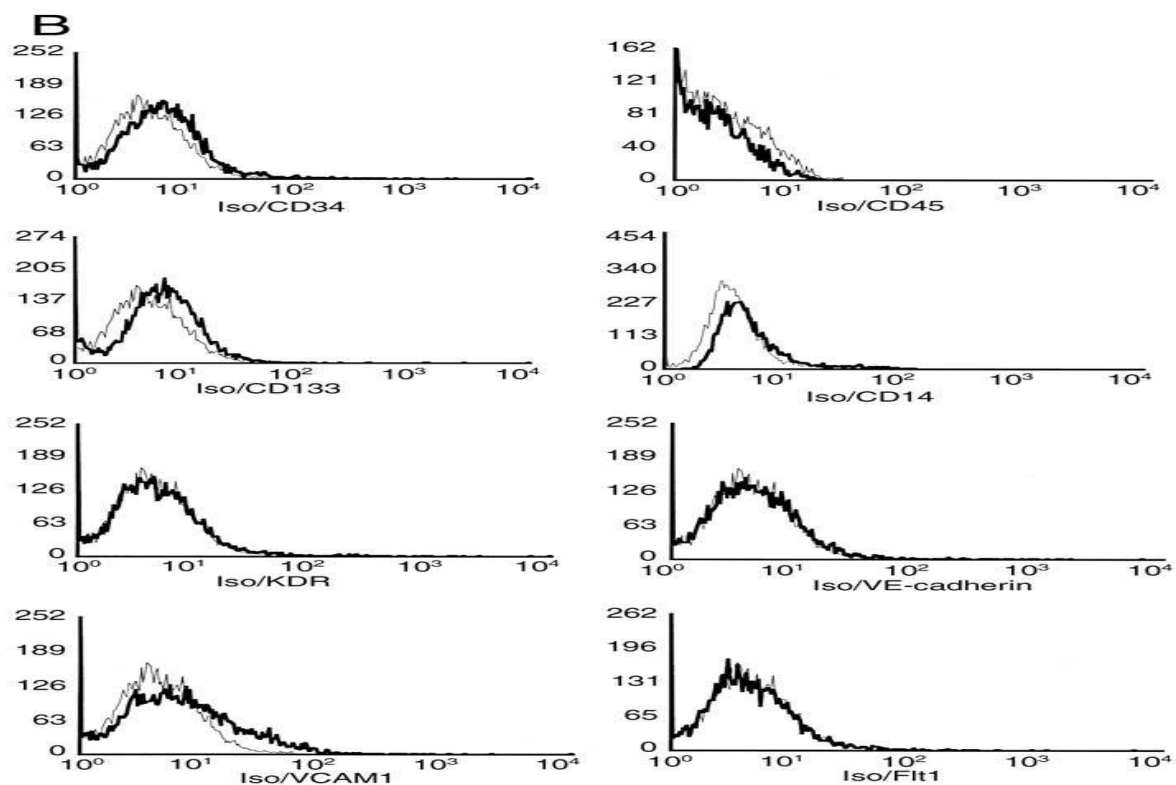 B
252
189
126
63
0
10⁰ 10¹ 10² 10³ 10⁴
Iso/CD34
162
121
81
40
0
10⁰ 10¹ 10² 10³ 10⁴
Iso/CD45
274
205
137
68
0
10⁰ 10¹ 10² 10³ 10⁴
Iso/CD133
454
340
227
113
0
10⁰ 10¹ 10² 10³ 10⁴
Iso/CD14
252
189
126
63
0
10⁰ 10¹ 10² 10³ 10⁴
Iso/KDR
252
189
126
63
0
10⁰ 10¹ 10² 10³ 10⁴
Iso/VE-cadherin
252
189
126
63
0
10⁰ 10¹ 10² 10³ 10⁴
Iso/VCAM1
262
196
131
65
0
10⁰ 10¹ 10² 10³ 10⁴
Iso/Flt1